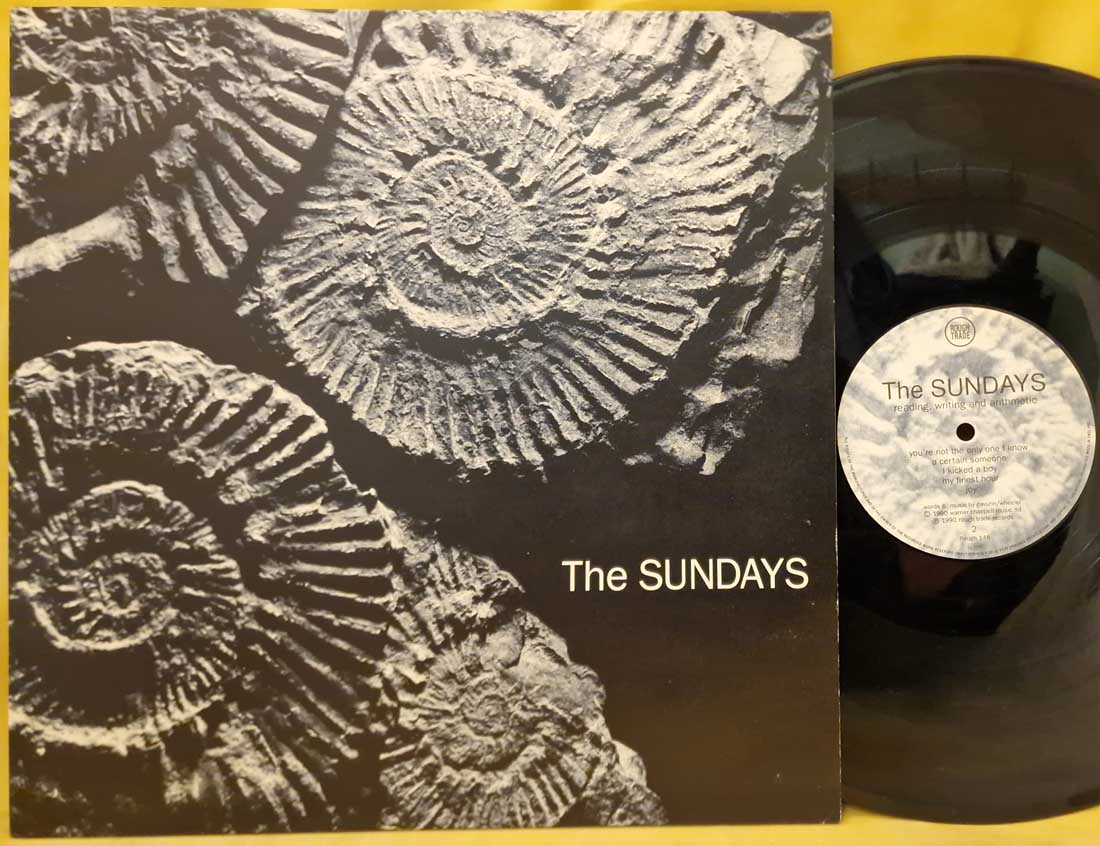 The SUNDAYS
ROUGH
TRADE
The SUNDAYS
reading, writing and arithmetic
you're not the only one I know
a certain someone
I kicked a boy
my finest hour
joy
words & music by gavurin/wheeler
© 1990 warner chappell music ltd
℗ 1990 rough trade records
2
Rough 148